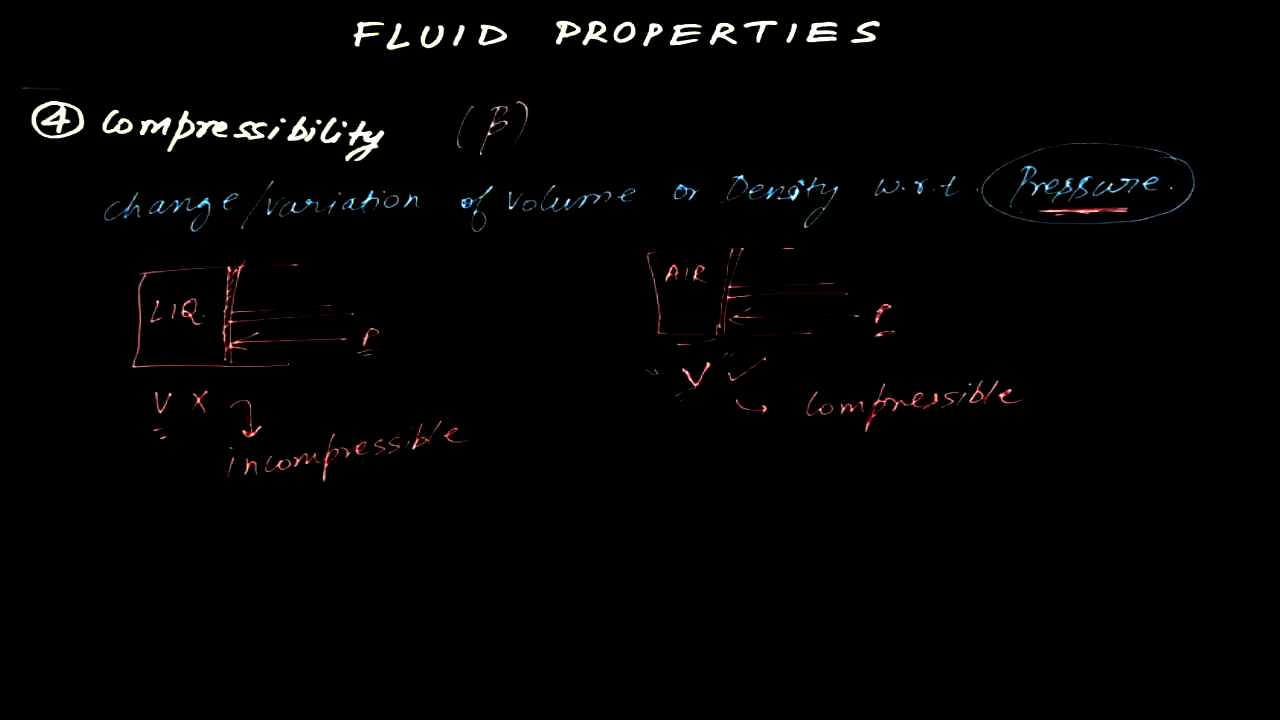 FLUID PROPERTIES
④ Compressibility (β)
change/variation of volume or Density w.r.t. Pressure.
LIQ.
P
V X
incompressible
AIR
P
"V" ✓
compressible